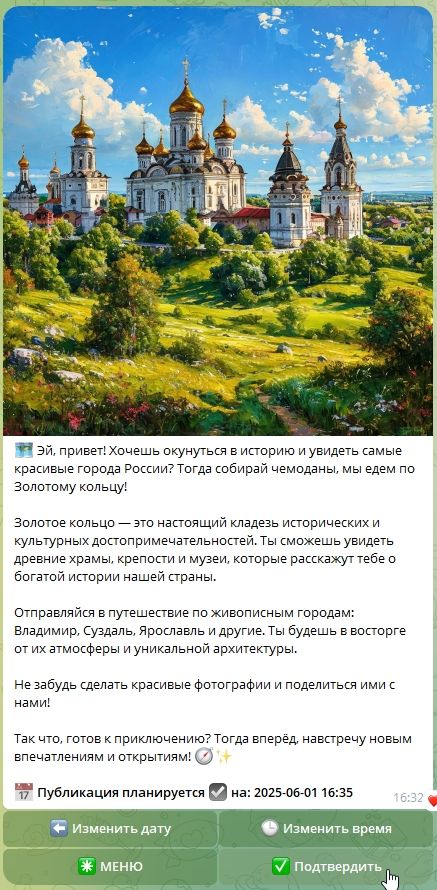 Эй, привет! Хочешь окунуться в историю и увидеть самые
красивые города России? Тогда собирай чемоданы, мы едем по
Золотому кольцу!
Золотое кольцо — это настоящий кладезь исторических и
культурных достопримечательностей. Ты сможешь увидеть
древние храмы, крепости и музеи, которые расскажут тебе о
богатой истории нашей страны.
Отправляйся в путешествие по живописным городам:
Владимир, Суздаль, Ярославль и другие. Ты будешь в восторге
от их атмосферы и уникальной архитектуры.
Не забудь сделать красивые фотографии и поделиться ими с
нами!
Так что, готов к приключению? Тогда вперёд, навстречу новым
впечатлениям и открытиям! 🧭✨
📅 Публикация планируется ☑️ на: 2025-06-01 16:35
16:32
⬅️ Изменить дату
🕒 Изменить время
✳️ МЕНЮ
✅ Подтвердить